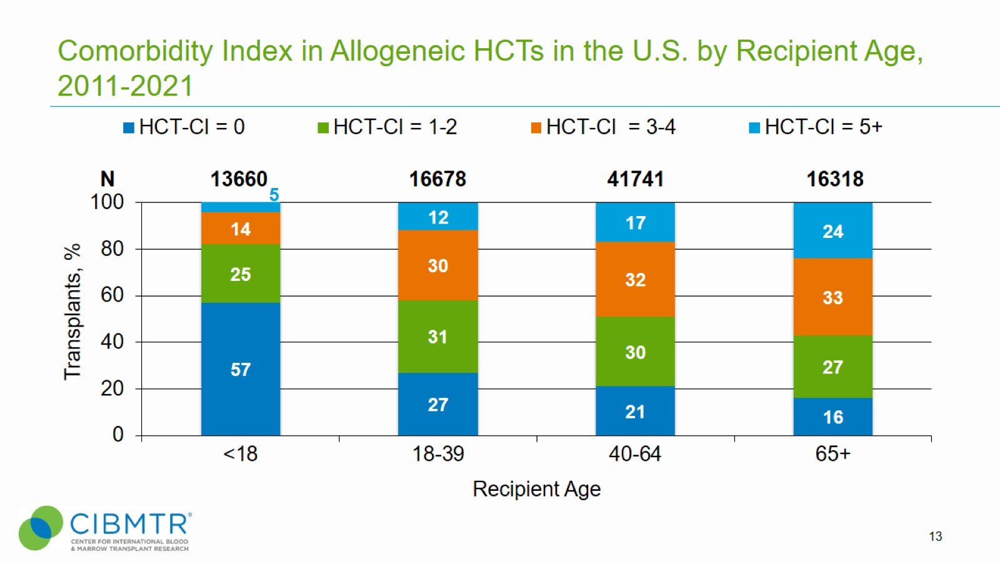 Comorbidity Index in Allogeneic HCTs in the U.S. by Recipient Age,
2011-2021
HCT-CI = 0 HCT-CI = 1-2 HCT-CI = 3-4 HCT-CI = 5+
N 13660 16678 41741 16318
5
100
12 17 24
14
80
30
25 32
60 33
Transplants, %
31
40 30
57 27
20 27 21 16
0
<18 18-39 40-64 65+
Recipient Age
CIBMTR®
CENTER FOR INTERNATIONAL BLOOD
& MARROW TRANSPLANT RESEARCH
13